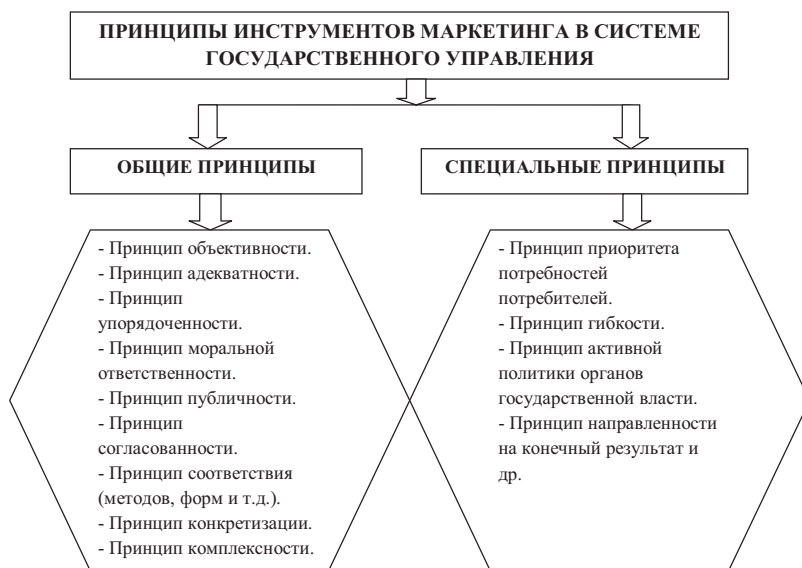 ПРИНЦИПЫ ИНСТРУМЕНТОВ МАРКЕТИНГА В СИСТЕМЕ
ГОСУДАРСТВЕННОГО УПРАВЛЕНИЯ
ОБЩИЕ ПРИНЦИПЫ
- Принцип объективности.
- Принцип адекватности.
- Принцип
упорядоченности.
- Принцип моральной
ответственности.
- Принцип публичности.
- Принцип
согласованности.
- Принцип соответствия
(методов, форм и т.д.).
- Принцип конкретизации.
- Принцип комплексности.
СПЕЦИАЛЬНЫЕ ПРИНЦИПЫ
- Принцип приоритета
потребностей
потребителей.
- Принцип гибкости.
- Принцип активной
политики органов
государственной власти.
- Принцип направленности
на конечный результат и
др.